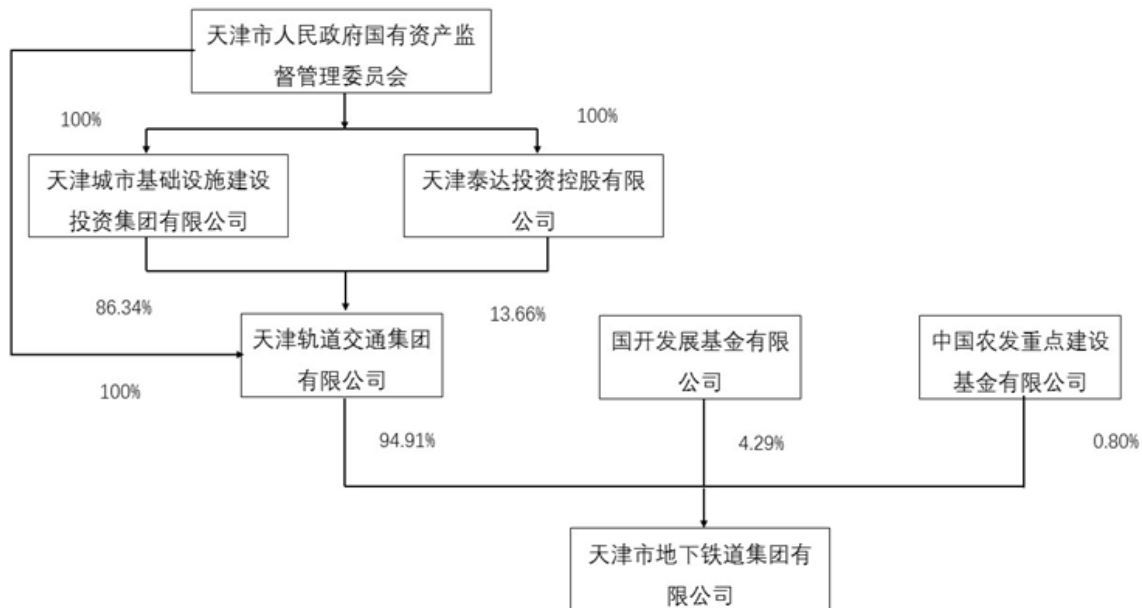 天津市人民政府国有资产监
督管理委员会
100%
100%
天津城市基础设施建设
投资集团有限公司
天津泰达投资控股有限
公司
86.34%
13.66%
天津轨道交通集团
有限公司
国开发展基金有限
公司
中国农发重点建设
基金有限公司
100%
94.91%
4.29%
0.80%
天津市地下铁道集团有
限公司